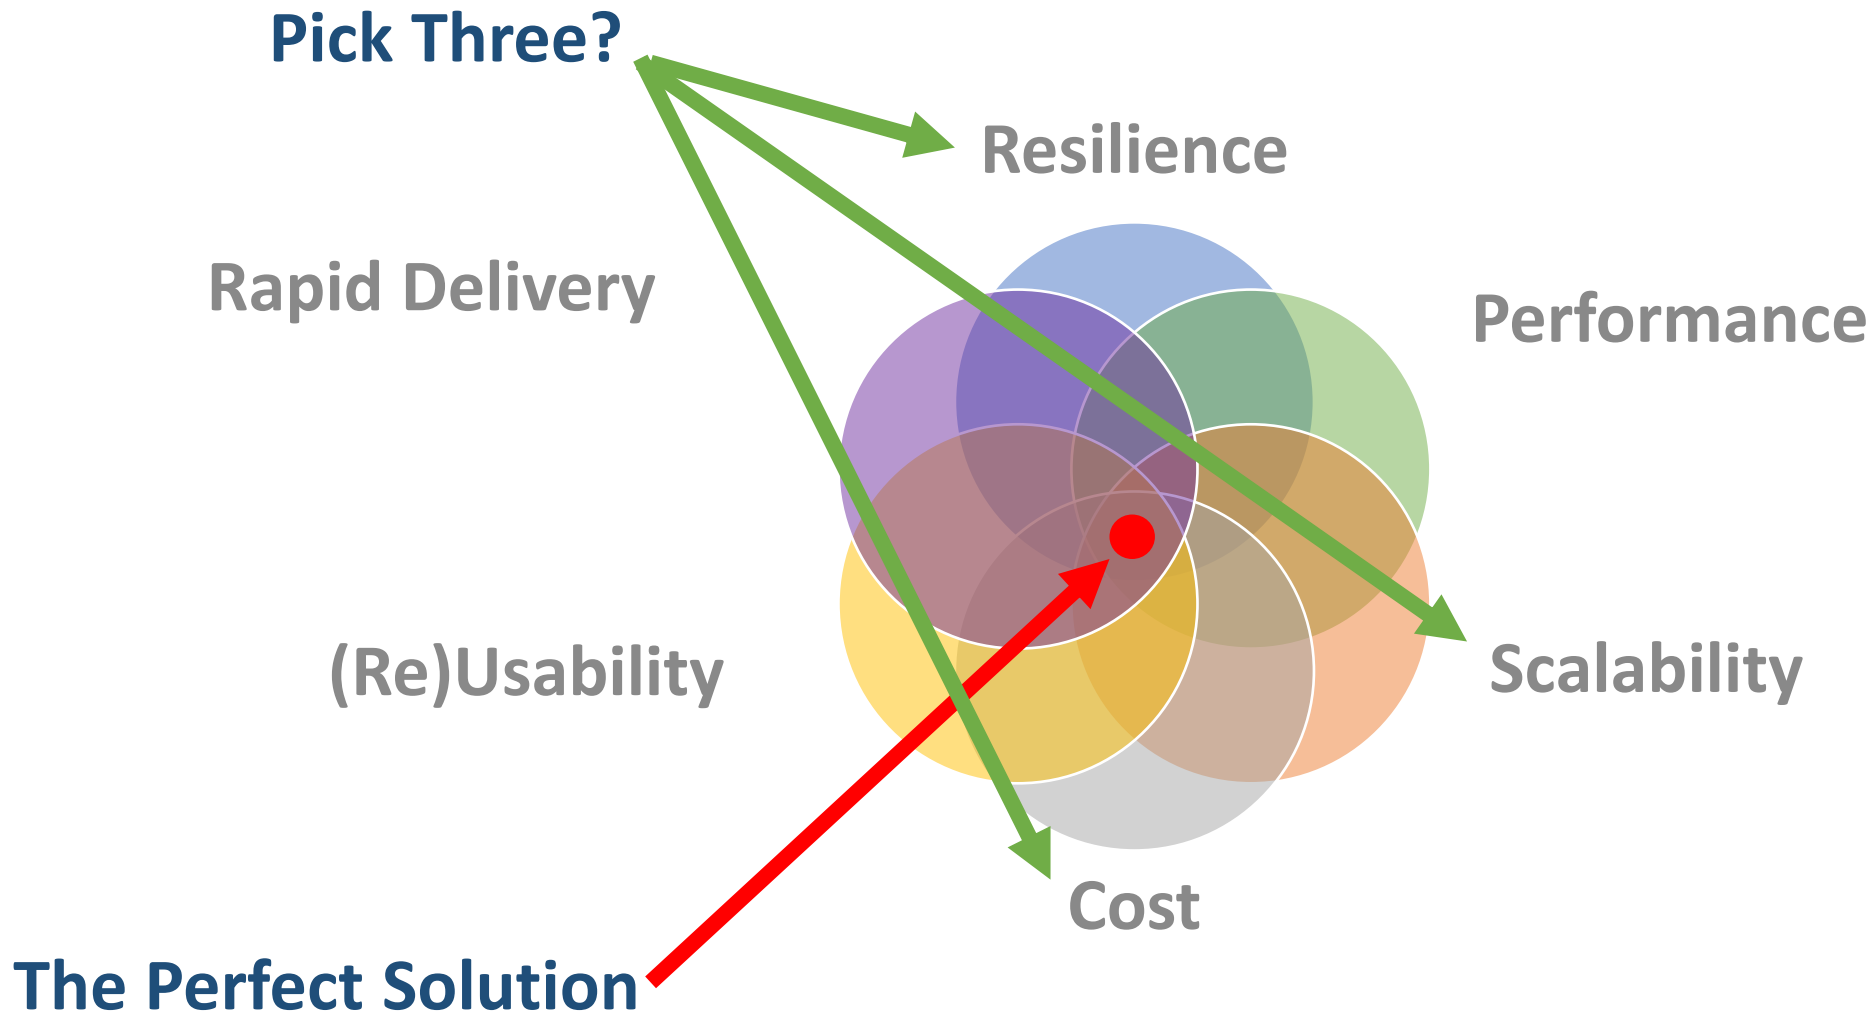 Pick Three?
Resilience
Rapid Delivery
Performance
(Re)Usability
Scalability
Cost
The Perfect Solution